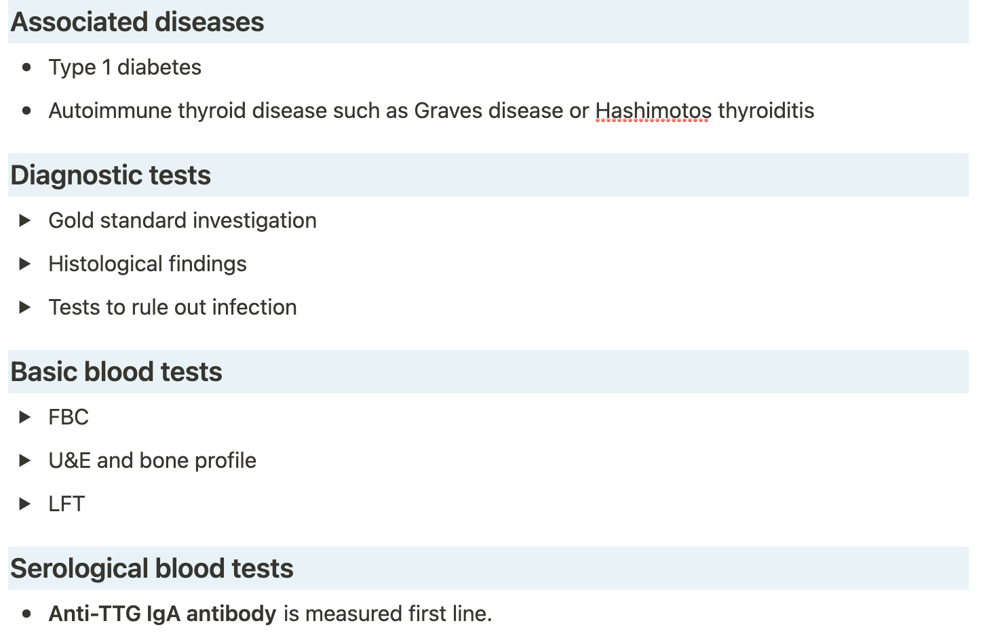 Associated diseases
Type 1 diabetes
Autoimmune thyroid disease such as Graves disease or Hashimotos thyroiditis
Diagnostic tests
Gold standard investigation
Histological findings
Tests to rule out infection
Basic blood tests
FBC
U&E and bone profile
LFT
Serological blood tests
Anti-TTG IgA antibody is measured first line.